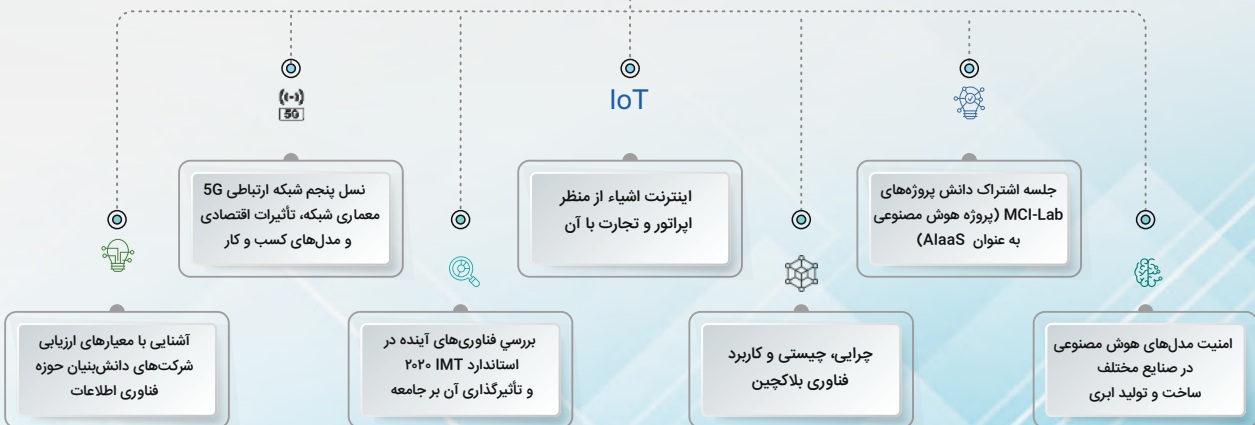 IoT
5G
جلسه اشتراک دانش پروژه‌های
MCI-Lab (پروژه هوش مصنوعی
به عنوان AIaaS)
اینترنت اشیاء از منظر
اپراتور و تجارت با آن
نسل پنجم شبکه ارتباطی 5G
معماری شبکه، تأثیرات اقتصادی
و مدل‌های کسب و کار
امنیت مدل‌های هوش مصنوعی
در صنایع مختلف
ساخت و تولید ابری
چرایی، چیستی و کاربرد
فناوری بلاکچین
بررسي فناوری‌های آینده در
استاندارد IMT ۲۰۲۰
و تأثیرگذاری آن بر جامعه
آشنایی با معیارهای ارزیابی
شرکت‌های دانش‌بنیان حوزه
فناوری اطلاعات